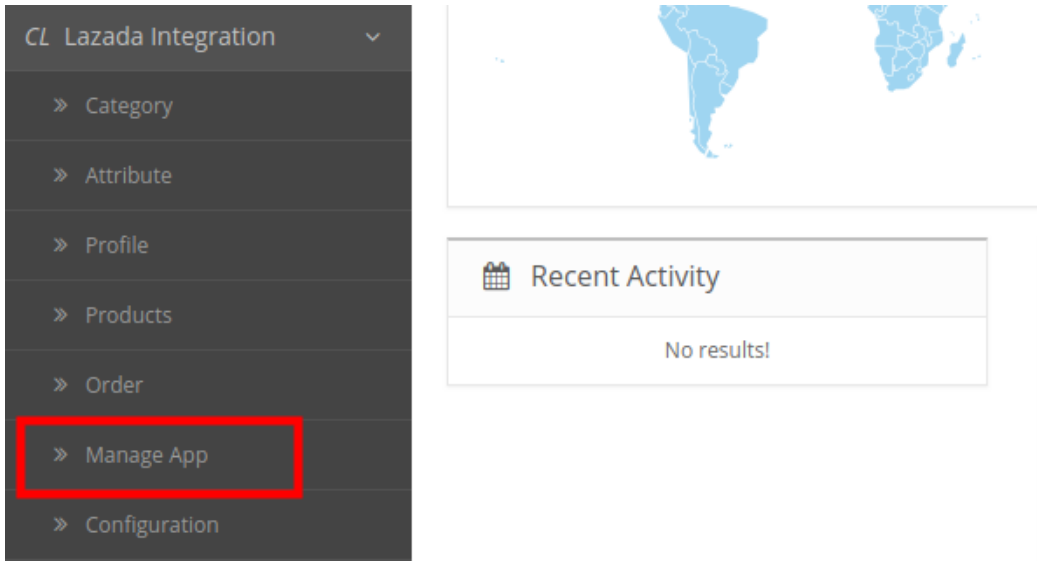 CL Lazada Integration
Category
Attribute
Profile
Products
Order
Manage App
Configuration
Recent Activity
No results!